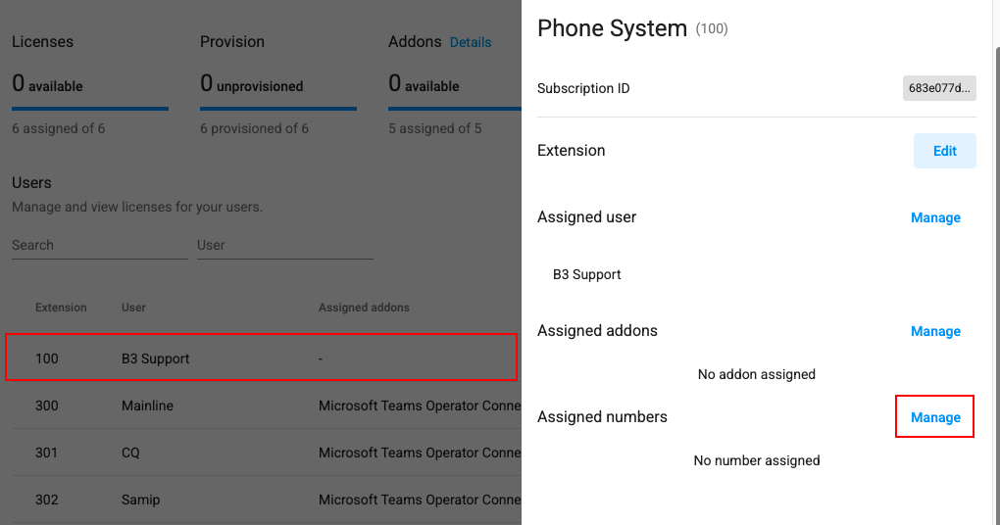 Licenses
0 available
6 assigned of 6
Provision
0 unprovisioned
6 provisioned of 6
Addons Details
0 available
5 assigned of 5
Users
Manage and view licenses for your users.
Search
User
Extension User Assigned addons
100 B3 Support -
300 Mainline Microsoft Teams Operator Conne
301 CQ Microsoft Teams Operator Conne
302 Samip Microsoft Teams Operator Conne
Phone System (100)
Subscription ID 683e077d...
Extension Edit
Assigned user Manage
B3 Support
Assigned addons Manage
No addon assigned
Assigned numbers Manage
No number assigned